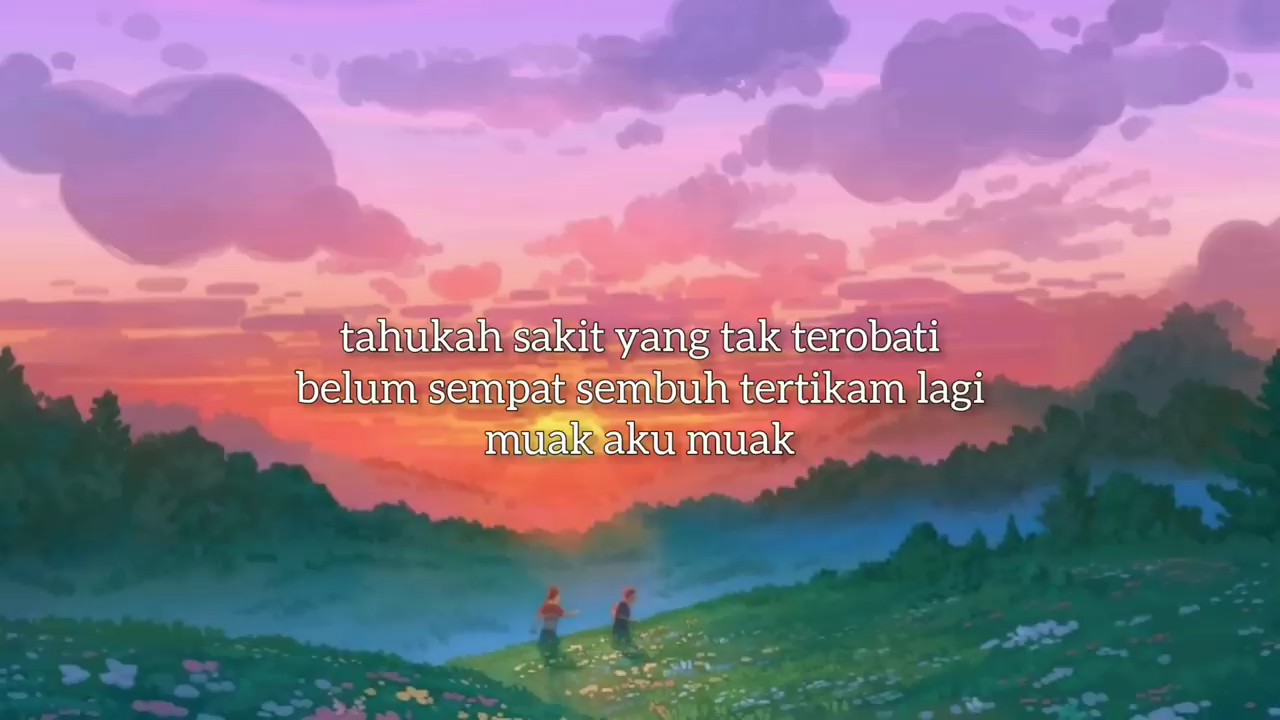 tahukah sakit yang tak terobati
belum sempat sembuh tertikam lagi
muak aku muak